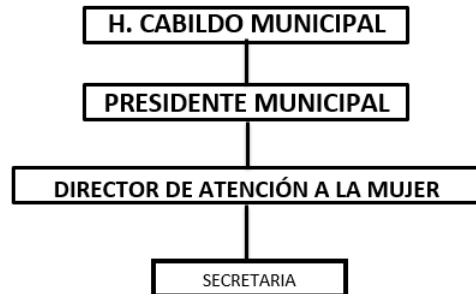 H. CABILDO MUNICIPAL
PRESIDENTE MUNICIPAL
DIRECTOR DE ATENCIÓN A LA MUJER
SECRETARIA